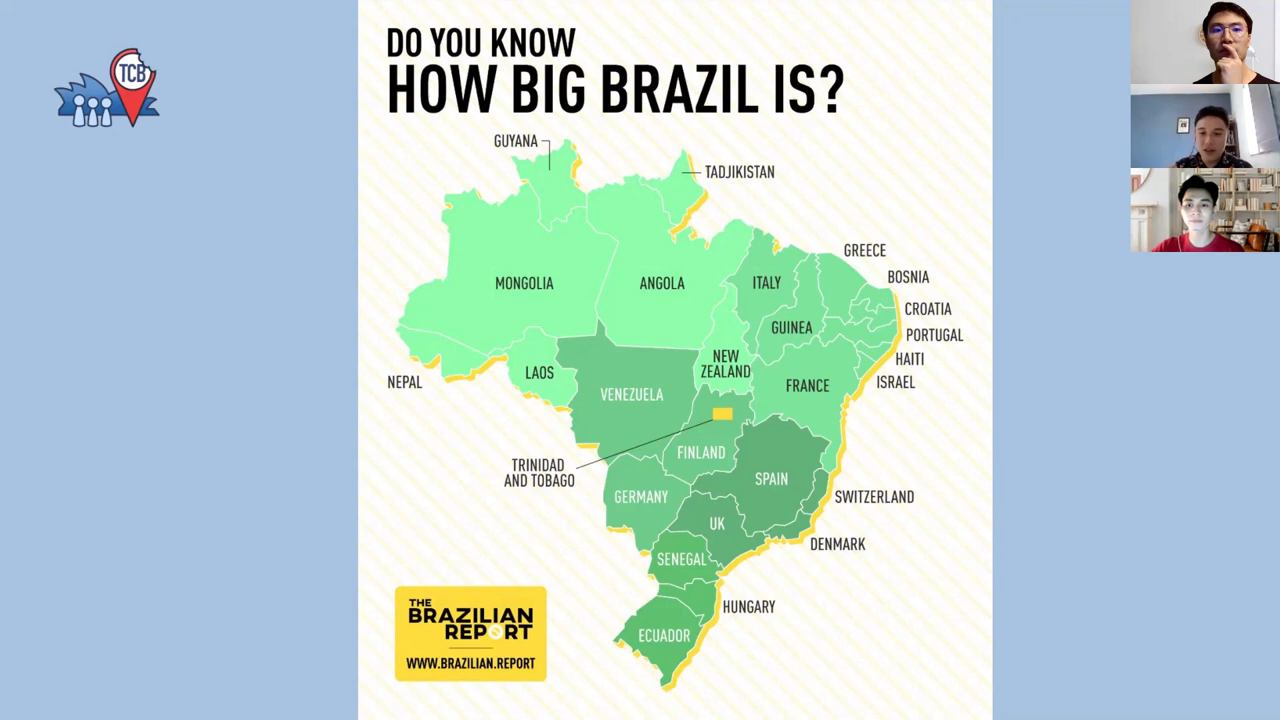 TCB
DO YOU KNOW
HOW BIG BRAZIL IS?
GUYANA
TADJIKISTAN
GREECE
BOSNIA
MONGOLIA
ANGOLA
ITALY
CROATIA
GUINEA
PORTUGAL
HAITI
NEW
ZEALAND
LAOS
NEPAL
FRANCE
ISRAEL
VENEZUELA
FINLAND
TRINIDAD
AND TOBAGO
SPAIN
GERMANY
SWITZERLAND
UK
DENMARK
SENEGAL
HUNGARY
ECUADOR
THE
BRAZILIAN
REPORT
WWW.BRAZILIAN.REPORT